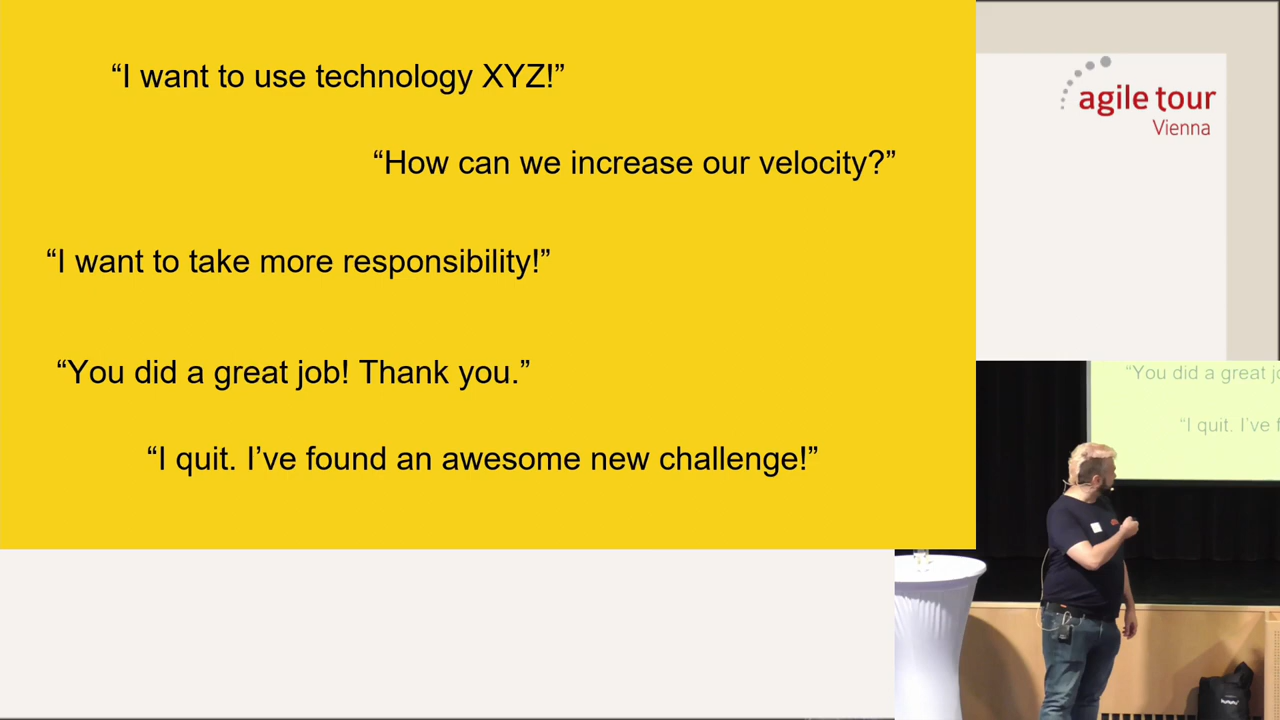 “I want to use technology XYZ!”
“How can we increase our velocity?”
“I want to take more responsibility!”
“You did a great job! Thank you.”
“I quit. I’ve found an awesome new challenge!”
agile tour
Vienna
“You did a great jo
“I quit. I’ve f